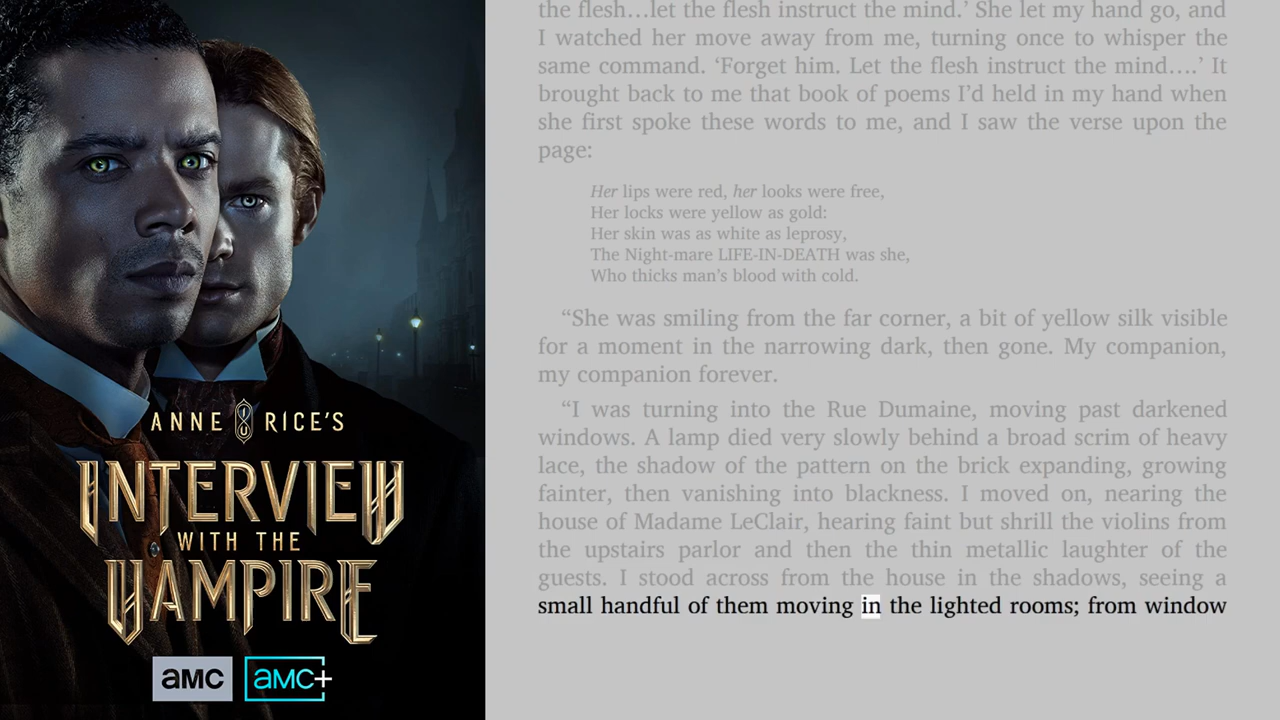 ANNE RICE'S
INTERVIEW
WITH THE
VAMPIRE
amc
amc+
the flesh…let the flesh instruct the mind.’ She let my hand go, and
I watched her move away from me, turning once to whisper the
same command. ‘Forget him. Let the flesh instruct the mind….’ It
brought back to me that book of poems I’d held in my hand when
she first spoke these words to me, and I saw the verse upon the
page:
Her lips were red, her looks were free,
Her locks were yellow as gold:
Her skin was as white as leprosy,
The Night-mare LIFE-IN-DEATH was she,
Who thicks man’s blood with cold.
“She was smiling from the far corner, a bit of yellow silk visible
for a moment in the narrowing dark, then gone. My companion,
my companion forever.
“I was turning into the Rue Dumaine, moving past darkened
windows. A lamp died very slowly behind a broad scrim of heavy
lace, the shadow of the pattern on the brick expanding, growing
fainter, then vanishing into blackness. I moved on, nearing the
house of Madame LeClair, hearing faint but shrill the violins from
the upstairs parlor and then the thin metallic laughter of the
guests. I stood across from the house in the shadows, seeing a
small handful of them moving in the lighted rooms; from window